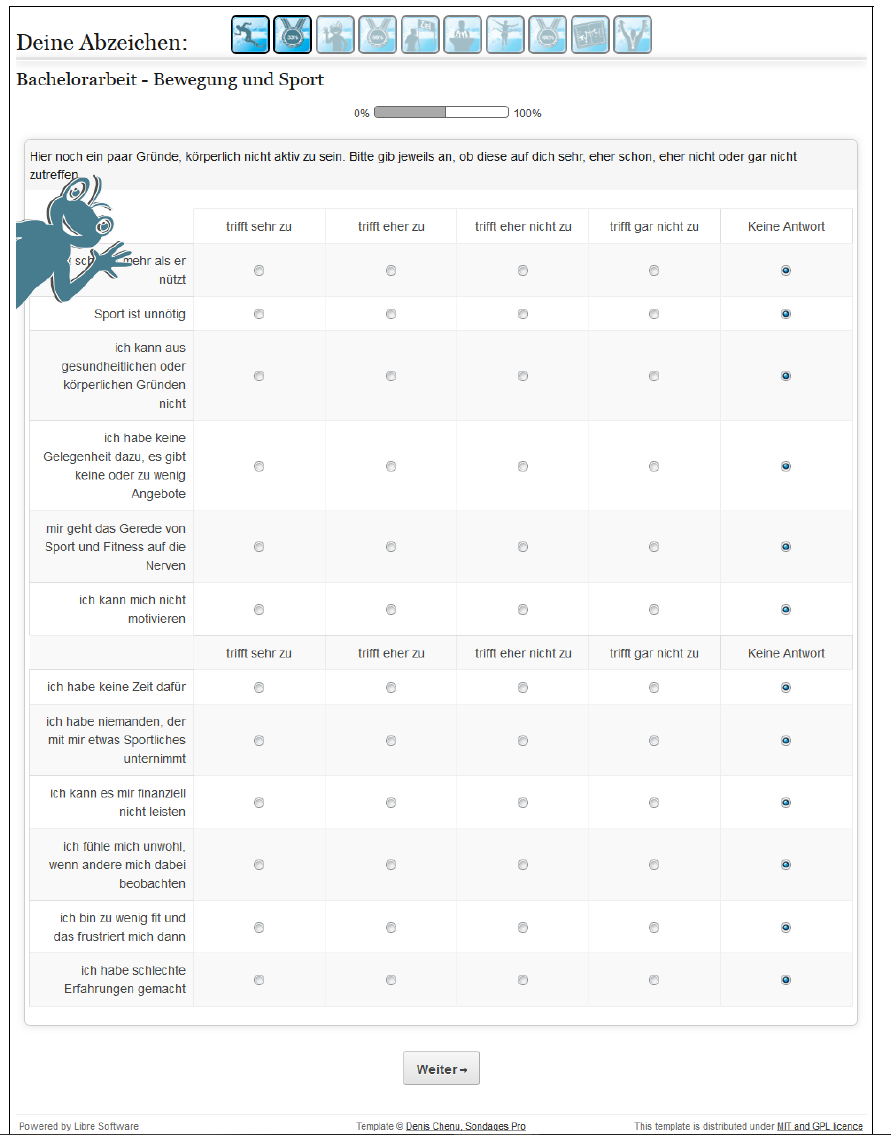 Deine Abzeichen:
Bachelorarbeit - Bewegung und Sport
0% 100%
Hier noch ein paar Gründe, körperlich nicht aktiv zu sein. Bitte gib jeweils an, ob diese auf dich sehr, eher schon, eher nicht oder gar nicht
zutreffen
trifft sehr zu trifft eher zu trifft eher nicht zu trifft gar nicht zu Keine Antwort
mehr als er
nützt
Sport ist unnötig
ich kann aus
gesundheitlichen oder
körperlichen Gründen
nicht
ich habe keine
Gelegenheit dazu, es gibt
keine oder zu wenig
Angebote
mir geht das Gerede von
Sport und Fitness auf die
Nerven
ich kann mich nicht
motivieren
trifft sehr zu trifft eher zu trifft eher nicht zu trifft gar nicht zu Keine Antwort
ich habe keine Zeit dafür
ich habe niemanden, der
mit mir etwas Sportliches
unternimmt
ich kann es mir finanziell
nicht leisten
ich fühle mich unwohl,
wenn andere mich dabei
beobachten
ich bin zu wenig fit und
das frustriert mich dann
ich habe schlechte
Erfahrungen gemacht
Weiter→
Powered by Libre Software Template © Denis Chenu, Sondages Pro This template is distributed under MIT and GPL licence